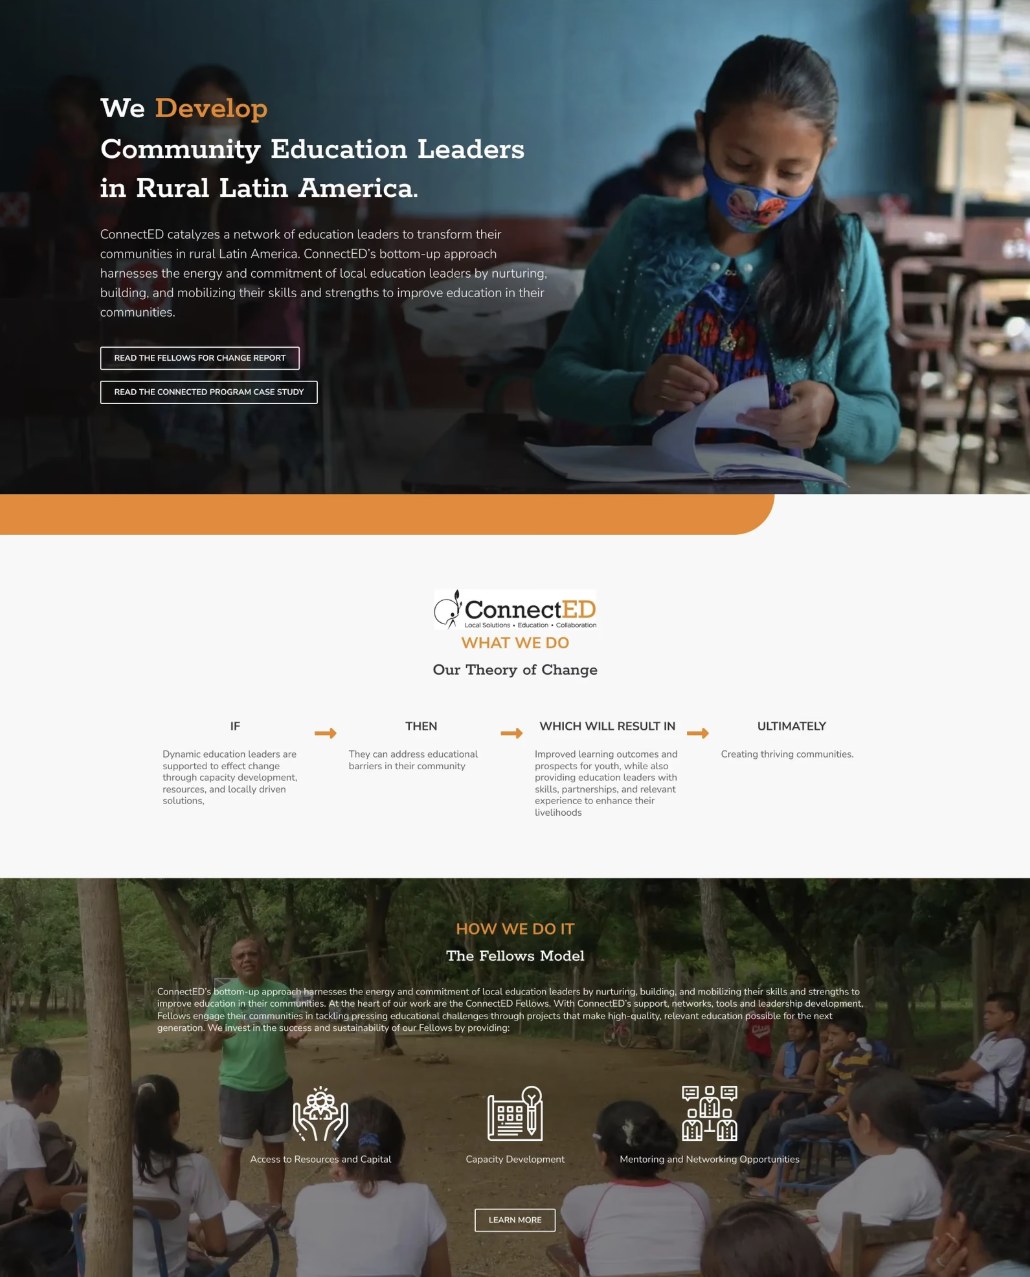 We Develop
Community Education Leaders
in Rural Latin America.
ConnectED catalyzes a network of education leaders to transform their
communities in rural Latin America. ConnectED's bottom-up approach
harnesses the energy and commitment of local education leaders by nurturing,
building, and mobilizing their skills and strengths to improve education in their
communities.
READ THE FELLOWS FOR CHANGE REPORT
READ THE CONNECTED PROGRAM CASE STUDY
ConnectED
Local Solutions • Education • Collaboration
WHAT WE DO
Our Theory of Change
IF
Dynamic education leaders are
supported to effect change
through capacity development,
resources, and locally driven
solutions,
THEN
They can address educational
barriers in their community
WHICH WILL RESULT IN
Improved learning outcomes and
prospects for youth, while also
providing education leaders with
skills, partnerships, and relevant
experience to enhance their
livelihoods
ULTIMATELY
Creating thriving communities.
HOW WE DO IT
The Fellows Model
ConnectED's bottom-up approach harnesses the energy and commitment of local education leaders by nurturing, building, and mobilizing their skills and strengths to
improve education in their communities. At the heart of our work are the ConnectED Fellows. With ConnectED's support, networks, tools and leadership development,
Fellows engage their communities in tackling pressing educational challenges through projects that make high-quality, relevant education possible for the next
generation. We invest in the success and sustainability of our Fellows by providing:
Access to Resources and Capital
Capacity Development
Mentoring and Networking Opportunities
LEARN MORE